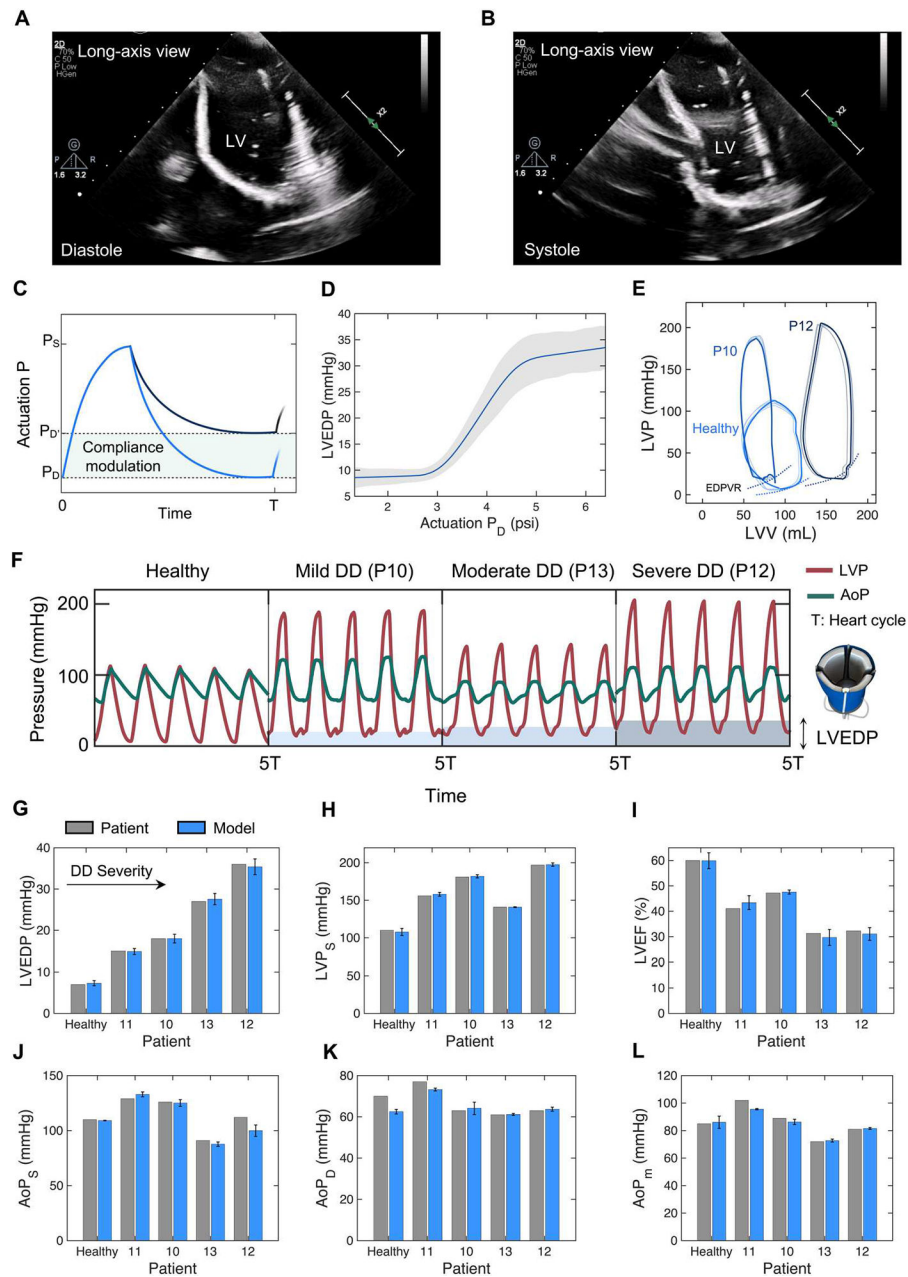 A
2D
70%
C 50
P Low
HGen
Long-axis view
G
P R
1.6 3.2
X2
LV
Diastole
B
2D
70%
C 50
P Low
HGen
Long-axis view
G
P R
1.6 3.2
X2
LV
Systole
C
Actuation P
P_S
P_D'
P_D
Compliance
modulation
0
T
Time
D
LVEDP (mmHg)
40
35
30
25
20
15
10
5
2 3 4 5 6
Actuation P_D (psi)
E
LVP (mmHg)
200
150
100
50
0
P12
P10
Healthy
EDPVR
0 50 100 150 200
LVV (mL)
F
Healthy
Mild DD (P10)
Moderate DD (P13)
Severe DD (P12)
LVP
AoP
T: Heart cycle
Pressure (mmHg)
200
100
0
5T 5T 5T 5T
LVEDP
Time
G
Patient
Model
DD Severity
LVEDP (mmHg)
40
30
20
10
0
Healthy 11 10 13 12
Patient
H
LVP_S (mmHg)
200
150
100
50
0
Healthy 11 10 13 12
Patient
I
LVEF (%)
60
50
40
30
20
10
0
Healthy 11 10 13 12
Patient
J
AoP_S (mmHg)
150
100
50
0
Healthy 11 10 13 12
Patient
K
AoP_D (mmHg)
80
60
40
20
0
Healthy 11 10 13 12
Patient
L
AoP_m (mmHg)
120
100
80
60
40
20
0
Healthy 11 10 13 12
Patient